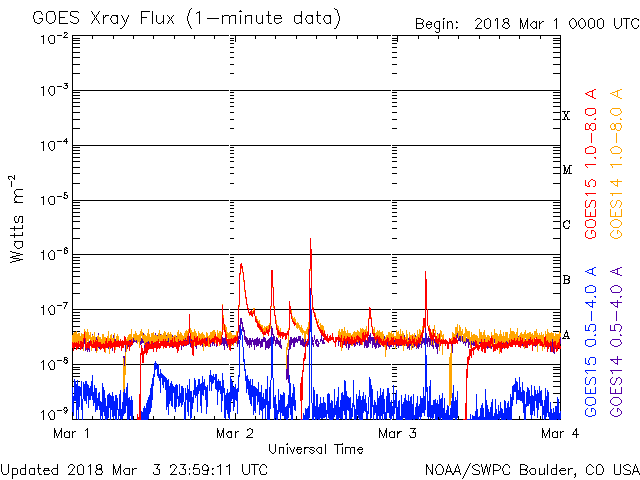 GOES Xray Flux (1-minute data)
Begin: 2018 Mar 1 0000 UTC
10⁻²
10⁻³
10⁻⁴
10⁻⁵
10⁻⁶
10⁻⁷
10⁻⁸
10⁻⁹
Watts m⁻²
X
M
C
B
A
GOES15 1.0-8.0 A
GOES14 1.0-8.0 A
GOES15 0.5-4.0 A
GOES14 0.5-4.0 A
Mar 1
Mar 2
Mar 3
Mar 4
Universal Time
Updated 2018 Mar 3 23:59:11 UTC
NOAA/SWPC Boulder, CO USA